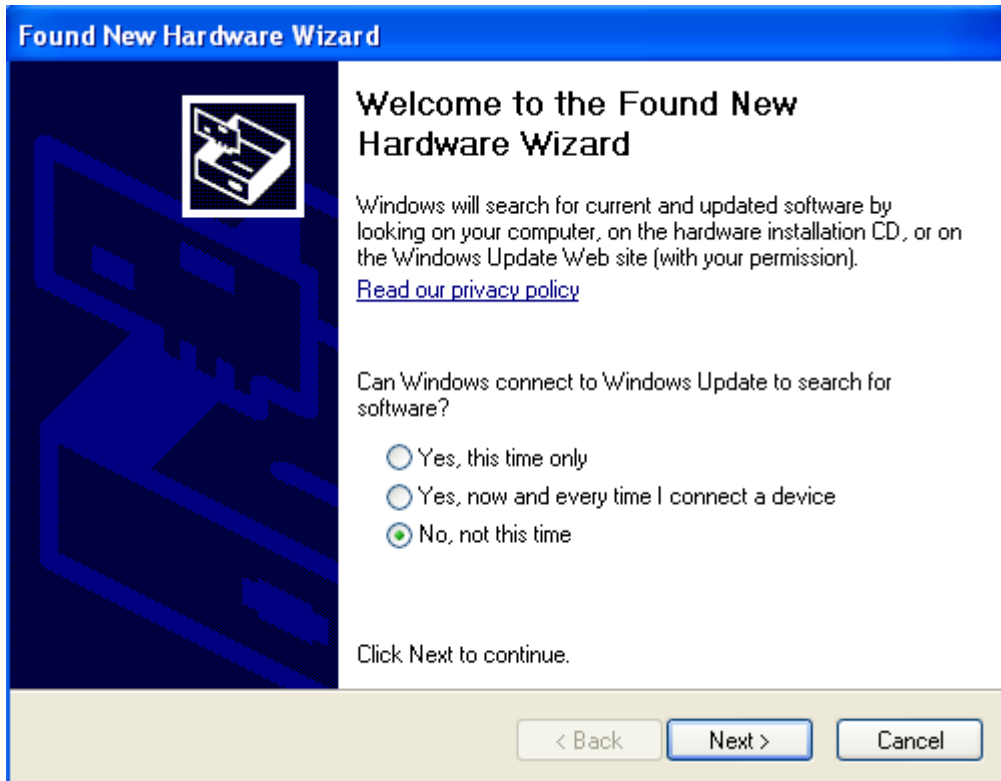 Found New Hardware Wizard
Welcome to the Found New
Hardware Wizard
Windows will search for current and updated software by
looking on your computer, on the hardware installation CD, or on
the Windows Update Web site (with your permission).
Read our privacy policy
Can Windows connect to Windows Update to search for
software?
Yes, this time only
Yes, now and every time I connect a device
No, not this time
Click Next to continue.
< Back Next > Cancel